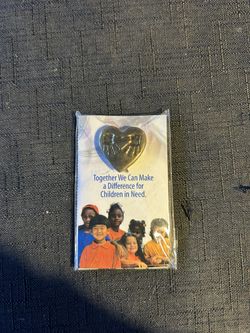 Together We Can Make
a Difference for
Children in Need.